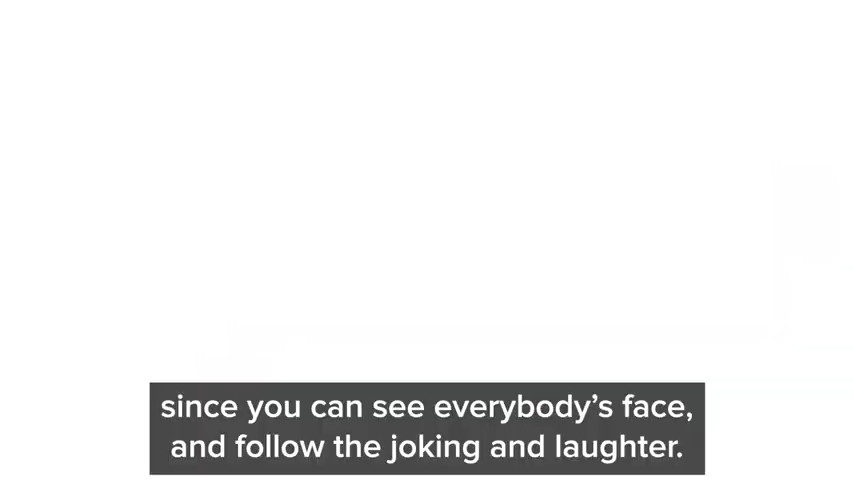 since you can see everybody’s face,
and follow the joking and laughter.